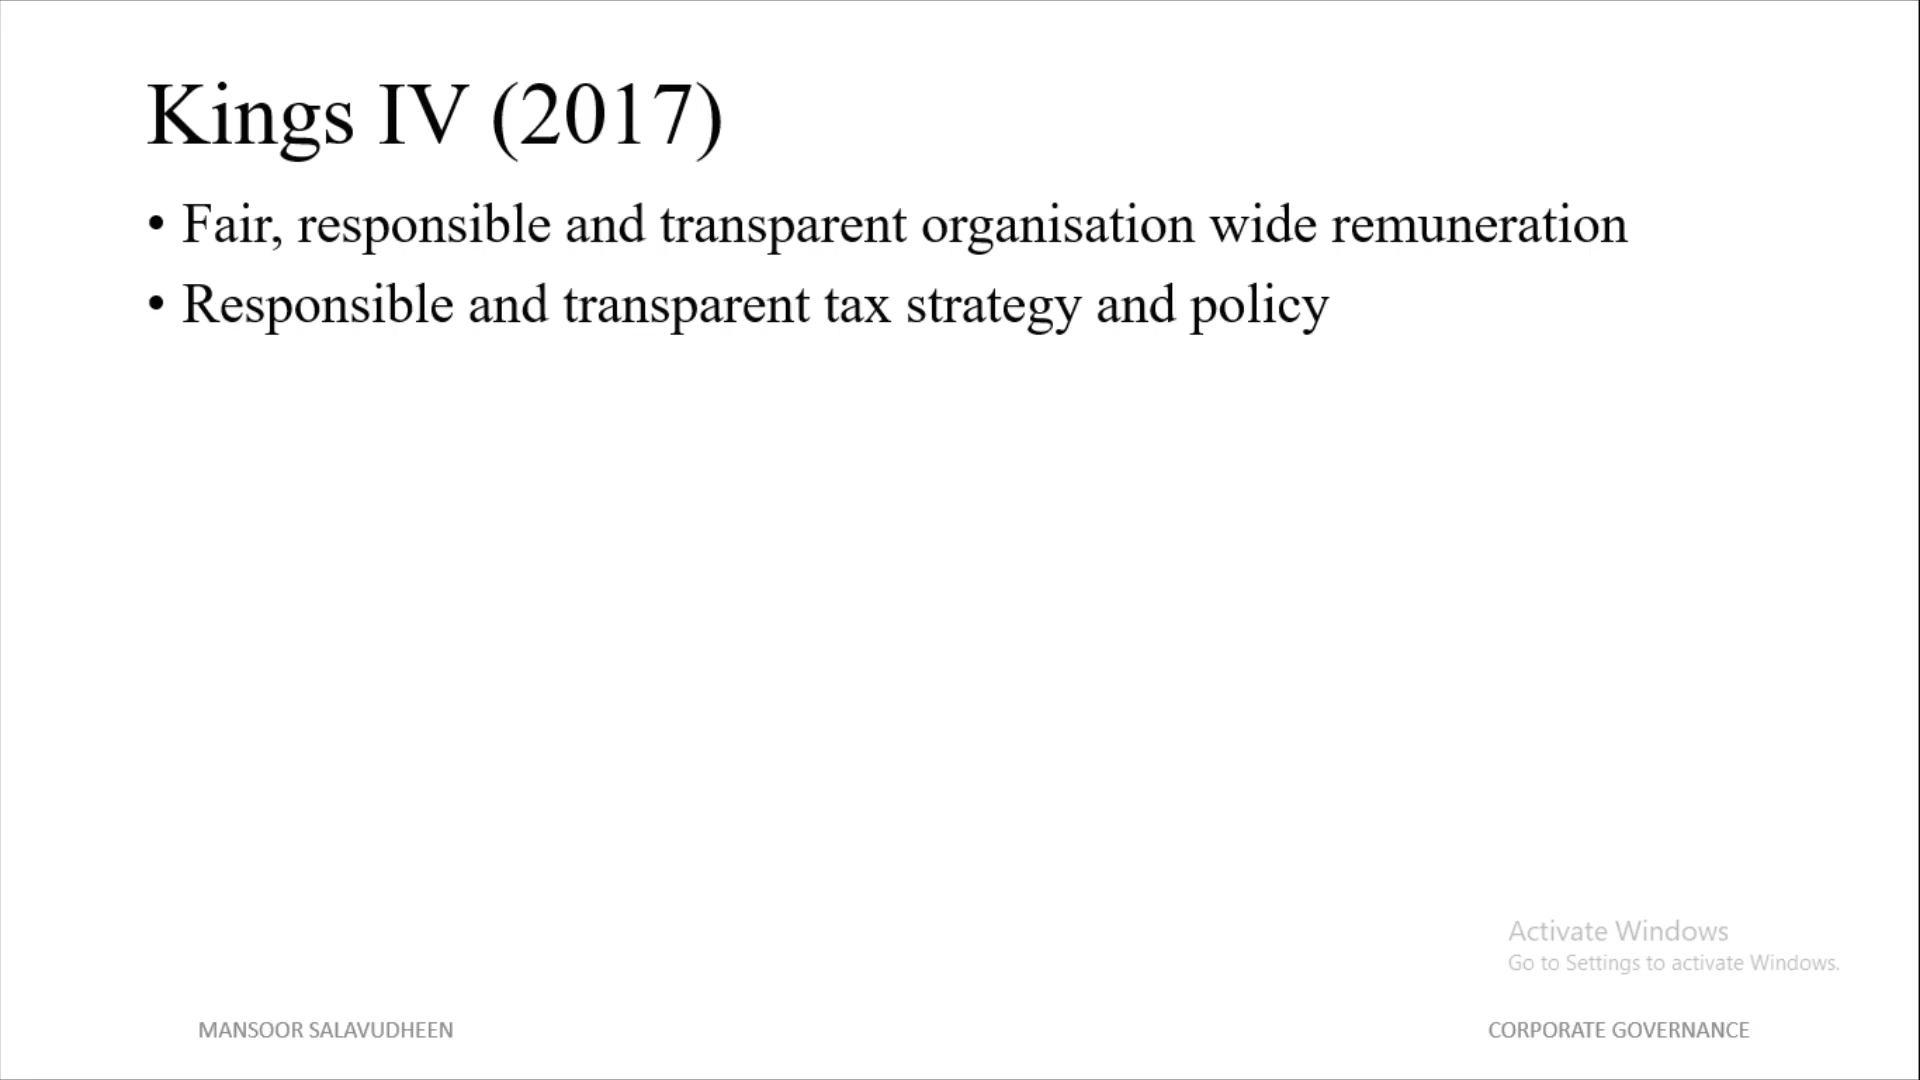 Kings IV (2017)
• Fair, responsible and transparent organisation wide remuneration
• Responsible and transparent tax strategy and policy
Activate Windows
Go to Settings to activate Windows.
MANSOOR SALAVUDHEEN
CORPORATE GOVERNANCE